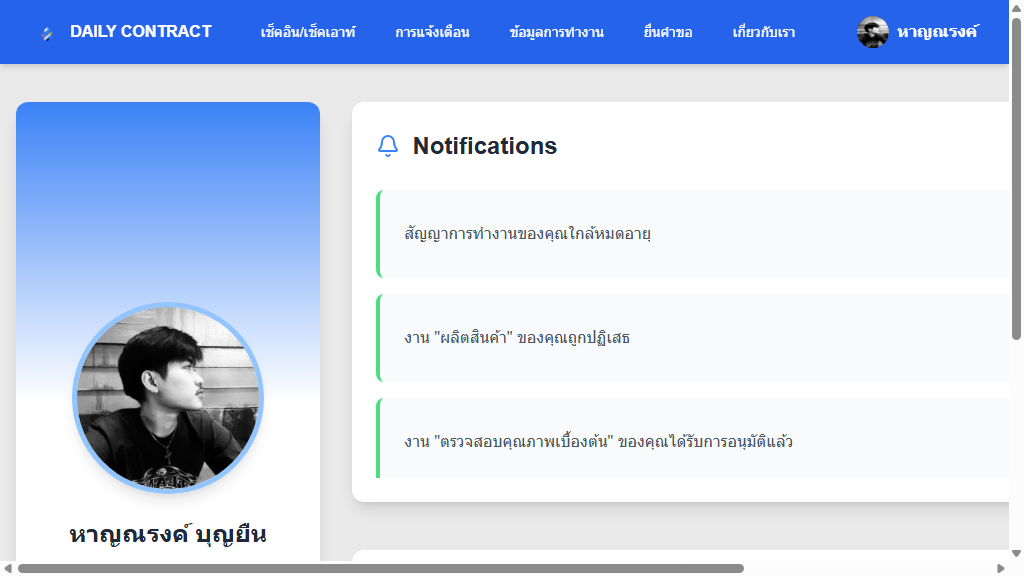 DAILY CONTRACT
เช็คอิน/เช็คเอาท์
การแจ้งเตือน
ข้อมูลการทำงาน
ยื่นคำขอ
เกี่ยวกับเรา
หาญณรงค์
Notifications
สัญญาการทำงานของคุณใกล้หมดอายุ
งาน "ผลิตสินค้า" ของคุณถูกปฏิเสธ
งาน "ตรวจสอบคุณภาพเบื้องต้น" ของคุณได้รับการอนุมัติแล้ว
หาญณรงค์ บุญยืน